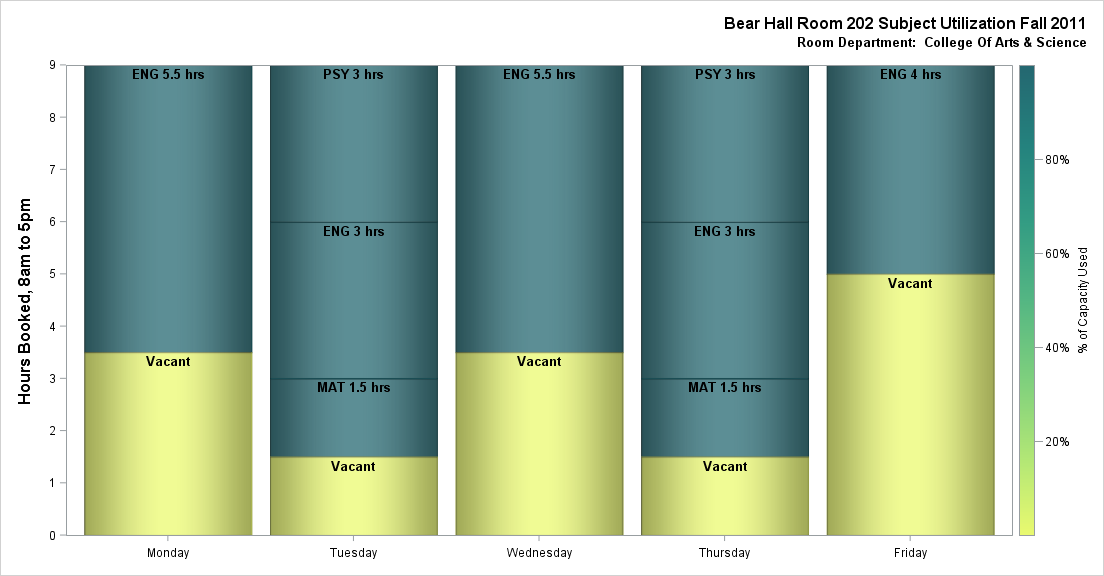 Bear Hall Room 202 Subject Utilization Fall 2011
Room Department:  College Of Arts & Science
Hours Booked, 8am to 5pm
9
8
7
6
5
4
3
2
1
0
ENG 5.5 hrs
Vacant
PSY 3 hrs
ENG 3 hrs
MAT 1.5 hrs
Vacant
ENG 5.5 hrs
Vacant
PSY 3 hrs
ENG 3 hrs
MAT 1.5 hrs
Vacant
ENG 4 hrs
Vacant
Monday
Tuesday
Wednesday
Thursday
Friday
80%
60%
40%
20%
% of Capacity Used